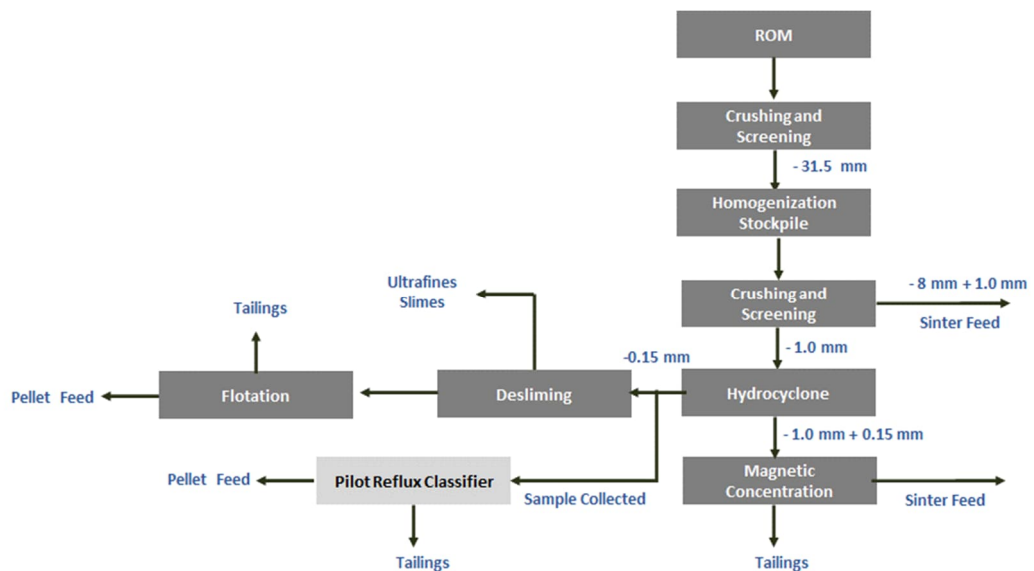 ROM
Crushing and
Screening
- 31.5 mm
Homogenization
Stockpile
Crushing and
Screening
- 8 mm + 1.0 mm
Sinter Feed
- 1.0 mm
Ultrafines
Slimes
Tailings
-0.15 mm
Pellet Feed
Flotation
Desliming
Hydrocyclone
- 1.0 mm + 0.15 mm
Pellet Feed
Pilot Reflux Classifier
Sample Collected
Magnetic
Concentration
Sinter Feed
Tailings
Tailings